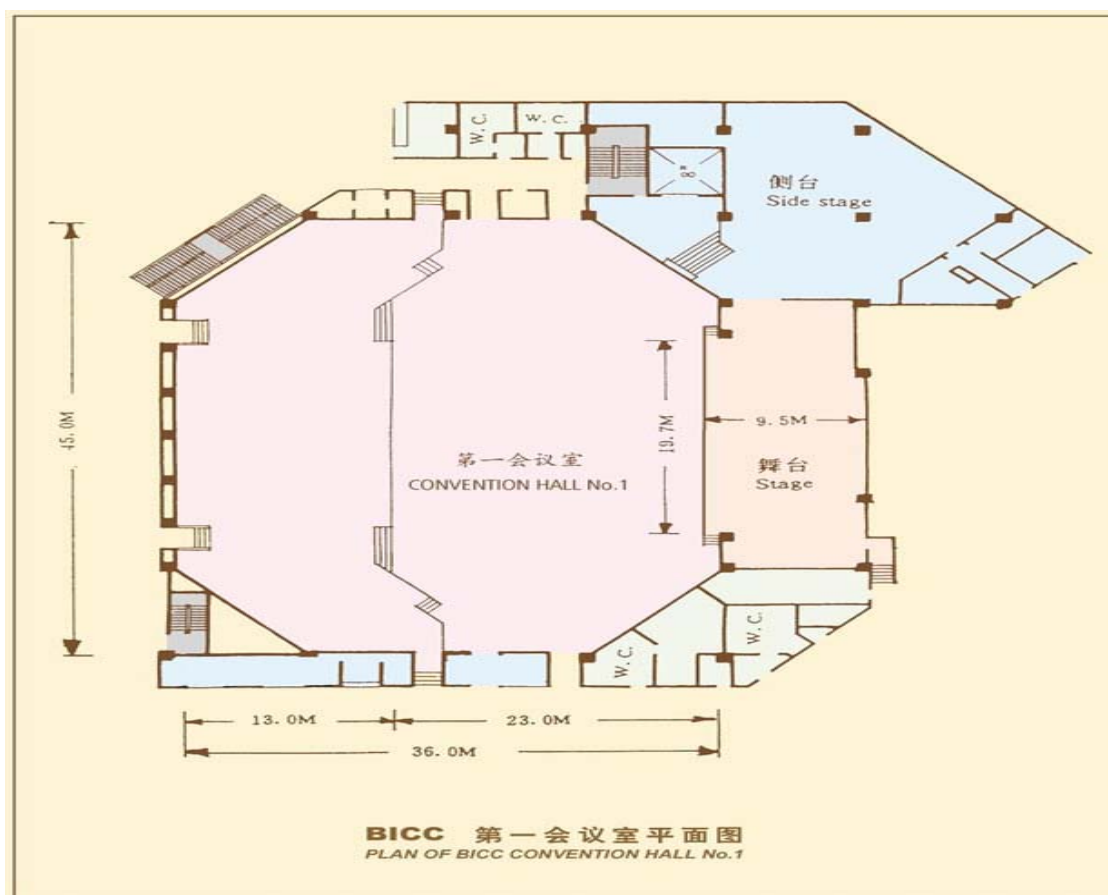 W.C.
W.C.
8#
侧台
Side stage
45.0M
19.7M
9.5M
第一会议室
CONVENTION HALL No.1
舞台
Stage
W.C.
W.C.
13.0M
23.0M
36.0M
BICC 第一会议室平面图
PLAN OF BICC CONVENTION HALL No.1